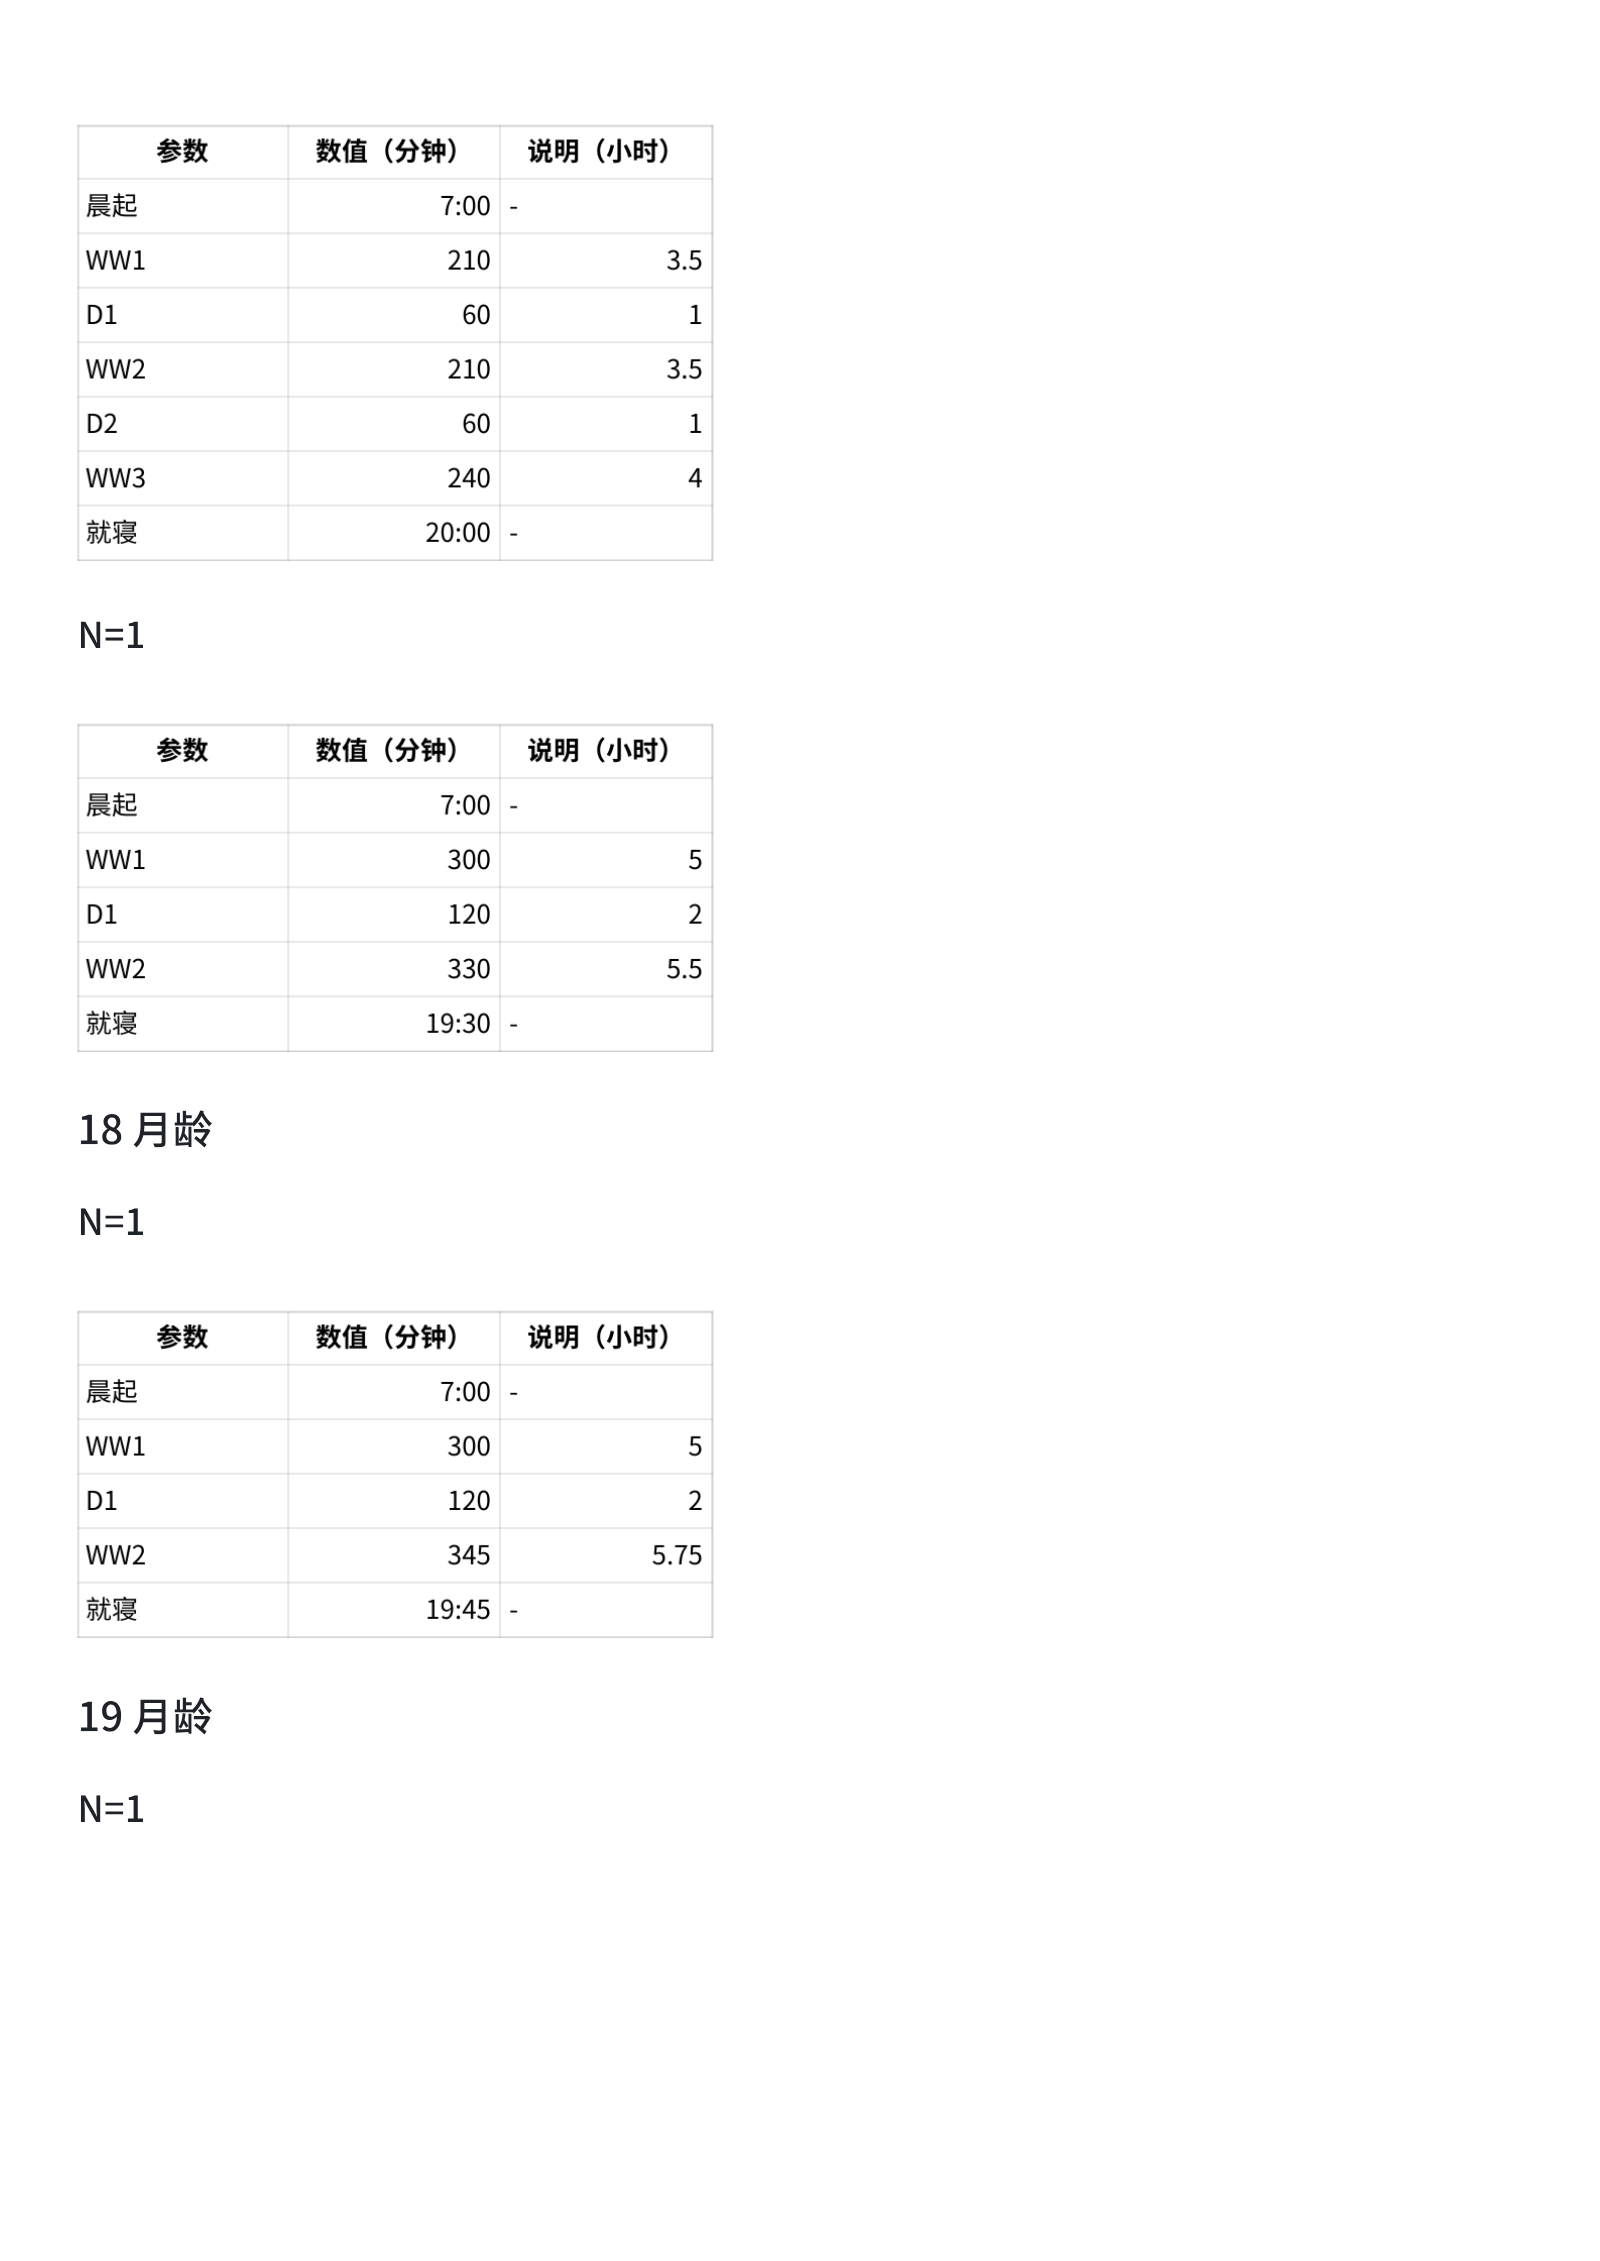 参数 数值（分钟） 说明（小时）
晨起 7:00 -
WW1 210 3.5
D1 60 1
WW2 210 3.5
D2 60 1
WW3 240 4
就寝 20:00 -
N=1
参数 数值（分钟） 说明（小时）
晨起 7:00 -
WW1 300 5
D1 120 2
WW2 330 5.5
就寝 19:30 -
18 月龄
N=1
参数 数值（分钟） 说明（小时）
晨起 7:00 -
WW1 300 5
D1 120 2
WW2 345 5.75
就寝 19:45 -
19 月龄
N=1